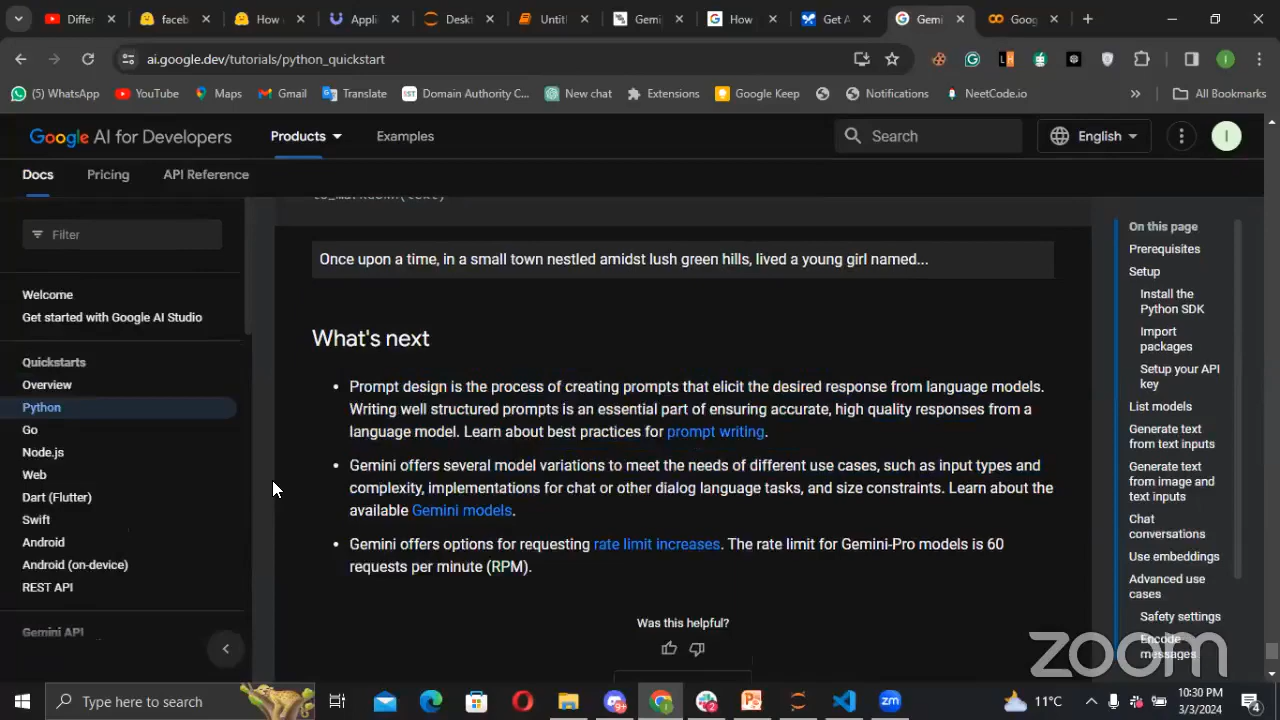 Differ
faceb
How
Appli
Deskt
Untitl
Gemi
How
Get A
Gemi
Goog
ai.google.dev/tutorials/python_quickstart
(5) WhatsApp
YouTube
Maps
Gmail
Translate
Domain Authority C...
New chat
Extensions
Google Keep
Notifications
NeetCode.io
All Bookmarks
Google AI for Developers
Products
Examples
Search
English
I
Docs
Pricing
API Reference
Filter
Welcome
Get started with Google AI Studio
Quickstarts
Overview
Python
Go
Node.js
Web
Dart (Flutter)
Swift
Android
Android (on-device)
REST API
Gemini API
Once upon a time, in a small town nestled amidst lush green hills, lived a young girl named...
What's next
• Prompt design is the process of creating prompts that elicit the desired response from language models.
Writing well structured prompts is an essential part of ensuring accurate, high quality responses from a
language model. Learn about best practices for prompt writing.
• Gemini offers several model variations to meet the needs of different use cases, such as input types and
complexity, implementations for chat or other dialog language tasks, and size constraints. Learn about the
available Gemini models.
• Gemini offers options for requesting rate limit increases. The rate limit for Gemini-Pro models is 60
requests per minute (RPM).
Was this helpful?
On this page
Prerequisites
Setup
Install the
Python SDK
Import
packages
Setup your API
key
List models
Generate text
from text inputs
Generate text
from image and
text inputs
Chat
conversations
Use embeddings
Advanced use
cases
Safety settings
Encode
messages
zoom
Type here to search
11°C
10:30 PM
3/3/2024